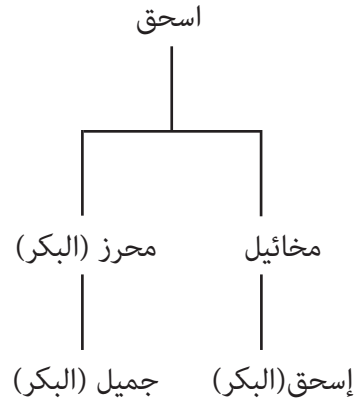 اسحق
مخائيل
محرز (البكر)
إسحق(البكر)
جميل (البكر)